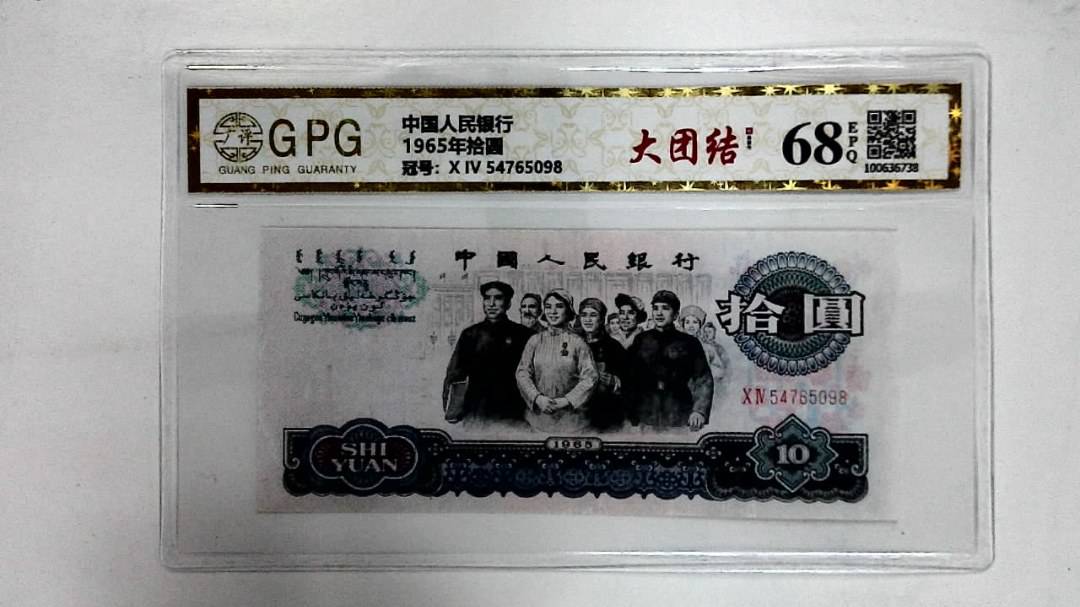 GPG
GUANG PING GUARANTY
中国人民银行
1965年拾圆
冠号：X IV 54765098
大团结
68
EPQ
100636738
中國人民銀行
拾圓
XⅣ54765098
SHI
YUAN
1965
10